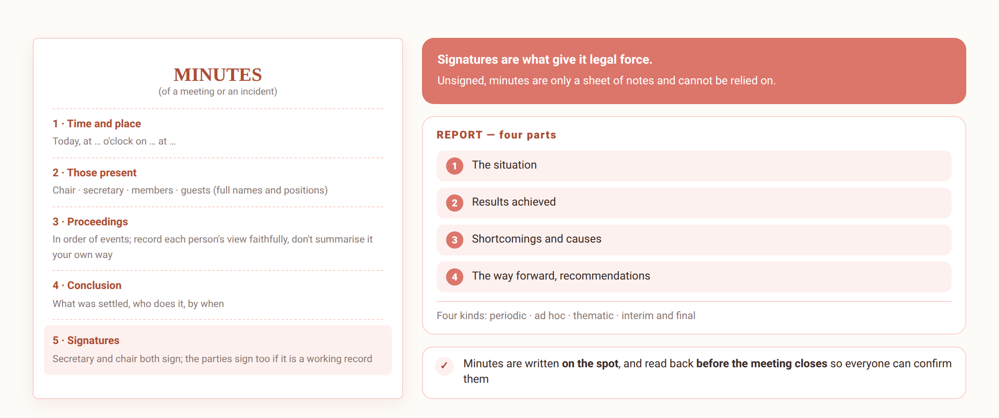 MINUTES
(of a meeting or an incident)
1 · Time and place
Today, at ... o'clock on ... at ...
2 · Those present
Chair · secretary · members · guests (full names and positions)
3 · Proceedings
In order of events; record each person's view faithfully, don't summarise it
your own way
4 · Conclusion
What was settled, who does it, by when
5 · Signatures
Secretary and chair both sign; the parties sign too if it is a working record
Signatures are what give it legal force.
Unsigned, minutes are only a sheet of notes and cannot be relied on.
REPORT — four parts
1 The situation
2 Results achieved
3 Shortcomings and causes
4 The way forward, recommendations
Four kinds: periodic · ad hoc · thematic · interim and final
✓ Minutes are written on the spot, and read back before the meeting closes so everyone can confirm
them